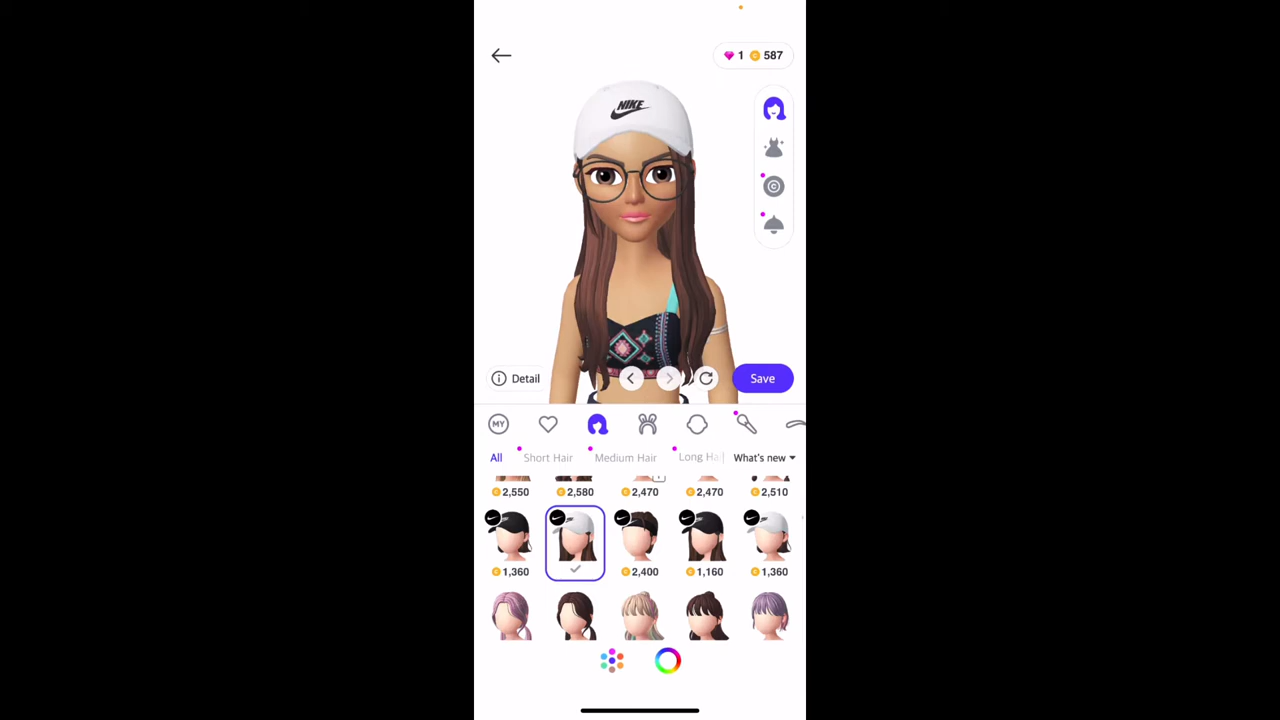 1 587
NIKE
Detail
Save
MY
All Short Hair Medium Hair Long Hai What's new
2,550 2,580 2,470 2,470 2,510
1,360 2,400 1,160 1,360